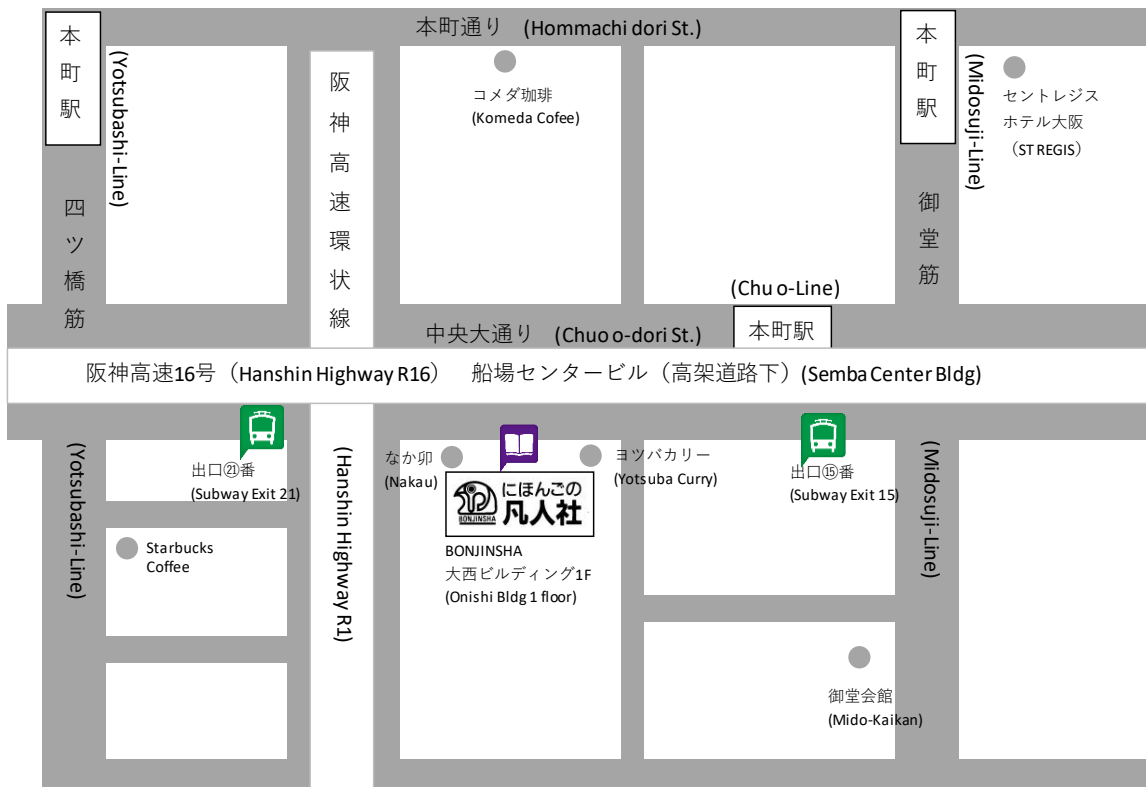 本町通り (Hommachi dori St.)
本町駅
(Yotsubashi-Line)
四ツ橋筋
阪神高速環状線
コメダ珈琲
(Komeda Cofee)
本町駅
(Midosuji-Line)
御堂筋
セントレジス
ホテル大阪
（ST REGIS）
(Chuo-Line)
本町駅
中央大通り (Chuo o-dori St.)
阪神高速16号（Hanshin Highway R16） 船場センタービル（高架道路下）(Semba Center Bldg)
出口㉑番
(Subway Exit 21)
(Yotsubashi-Line)
Starbucks
Coffee
(Hanshin Highway R1)
なか卯
(Nakau)
ヨツバカリー
(Yotsuba Curry)
BONJINSHA
にほんごの
凡人社
BONJINSHA
大西ビルディング1F
(Onishi Bldg 1 floor)
出口⑮番
(Subway Exit 15)
(Midosuji-Line)
御堂会館
(Mido-Kaikan)